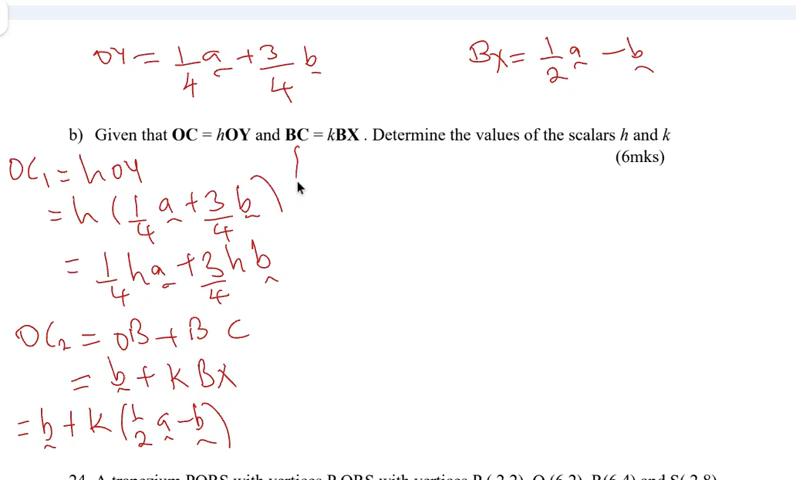 OY = 1/4 a + 3/4 b
BX = 1/2 a - b
b) Given that OC = hOY and BC = kBX . Determine the values of the scalars h and k
(6mks)
OC₁ = hOY
= h (1/4 a + 3/4 b)
= 1/4 ha + 3/4 h b
OC₂ = OB + BC
= b + k BX
= b + k (1/2 a - b)